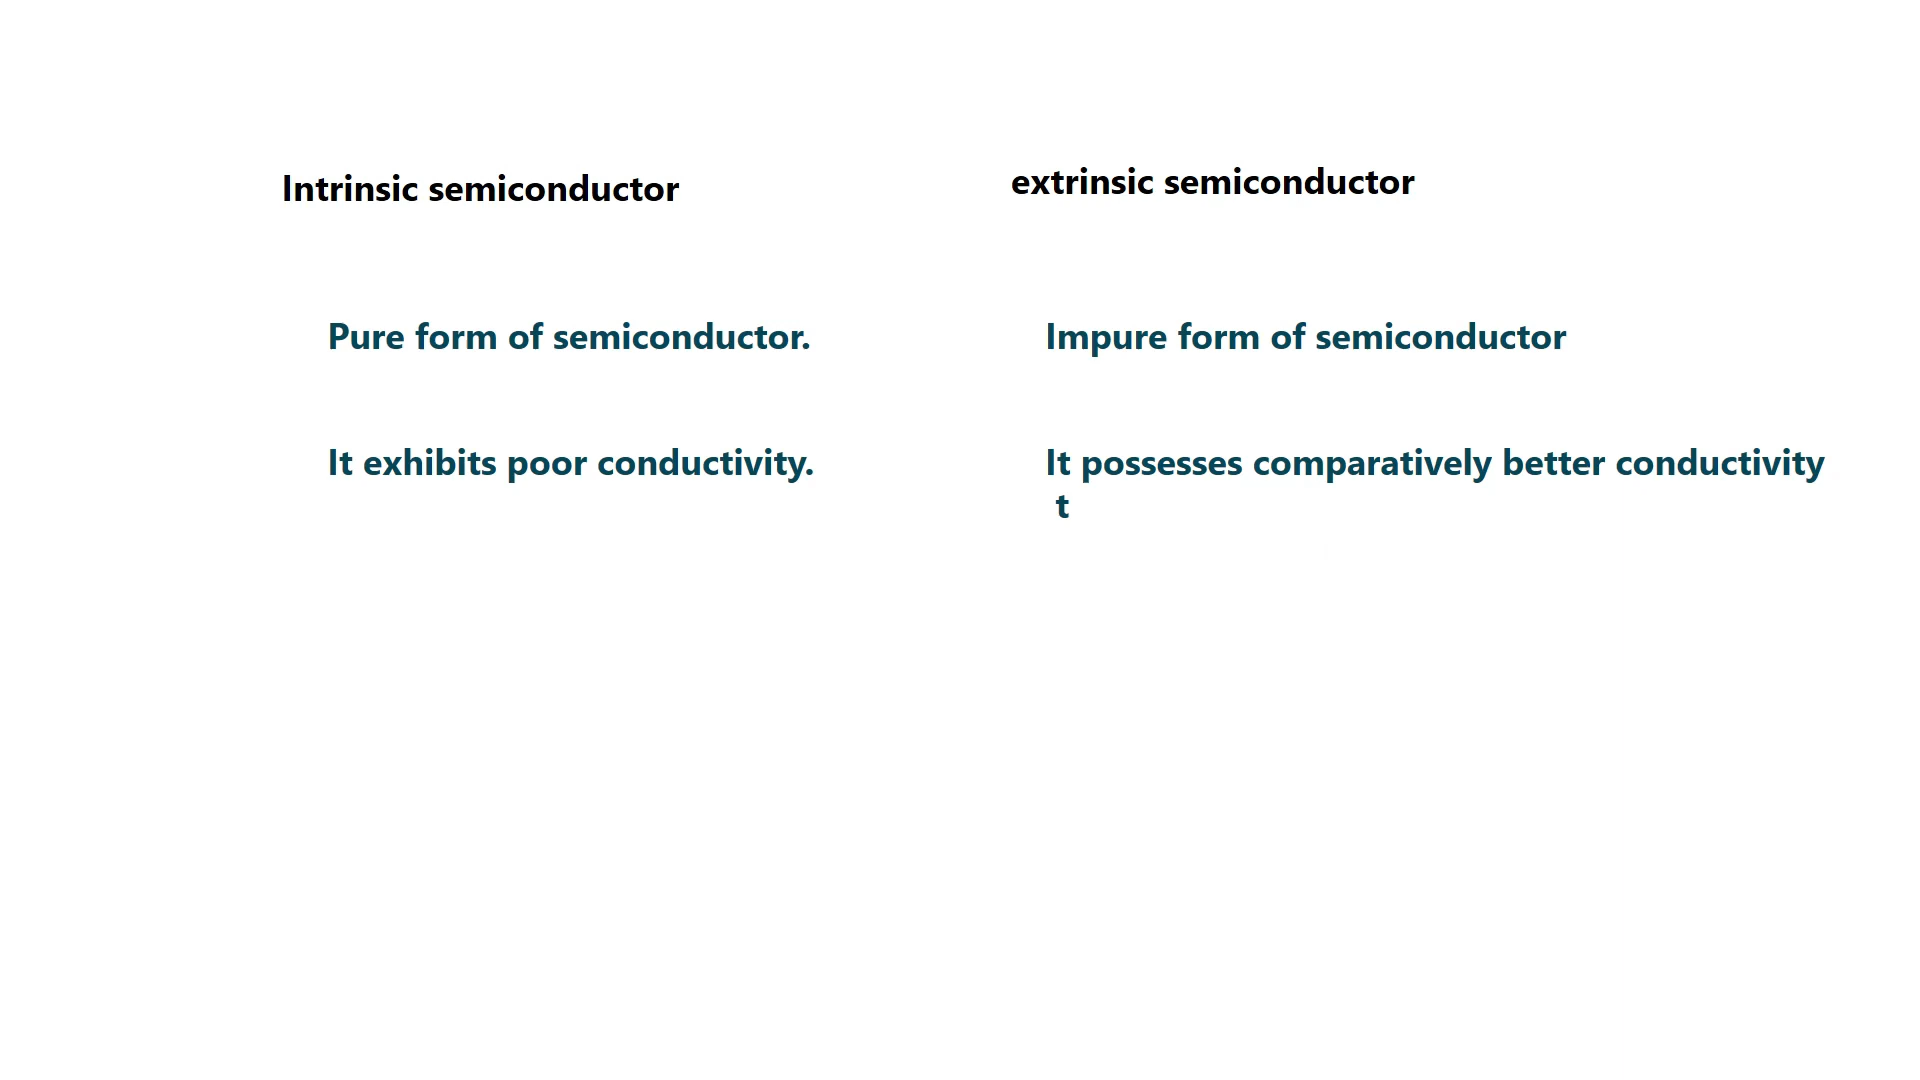 Intrinsic semiconductor
extrinsic semiconductor
Pure form of semiconductor.
Impure form of semiconductor
It exhibits poor conductivity.
It possesses comparatively better conductivity
t